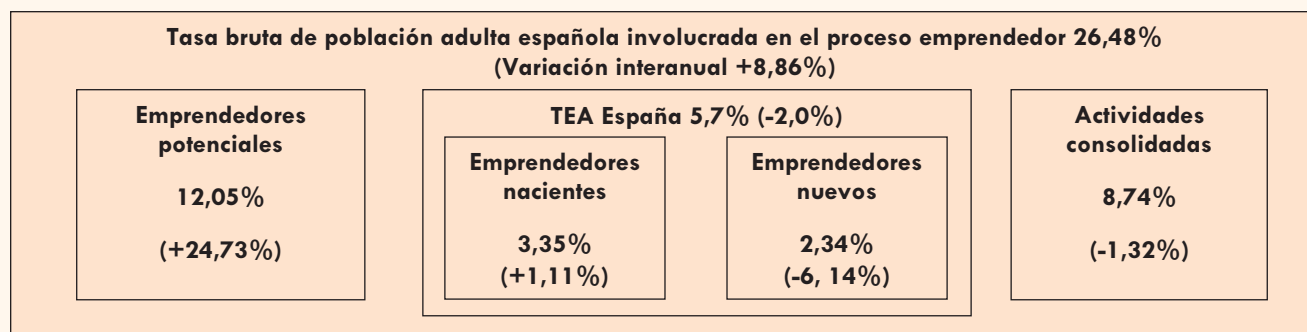 Tasa bruta de población adulta española involucrada en el proceso emprendedor 26,48%
(Variación interanual +8,86%)
Emprendedores
potenciales
12,05%
(+24,73%)
TEA España 5,7% (-2,0%)
Emprendedores
nacientes
3,35%
(+1,11%)
Emprendedores
nuevos
2,34%
(-6, 14%)
Actividades
consolidadas
8,74%
(-1,32%)